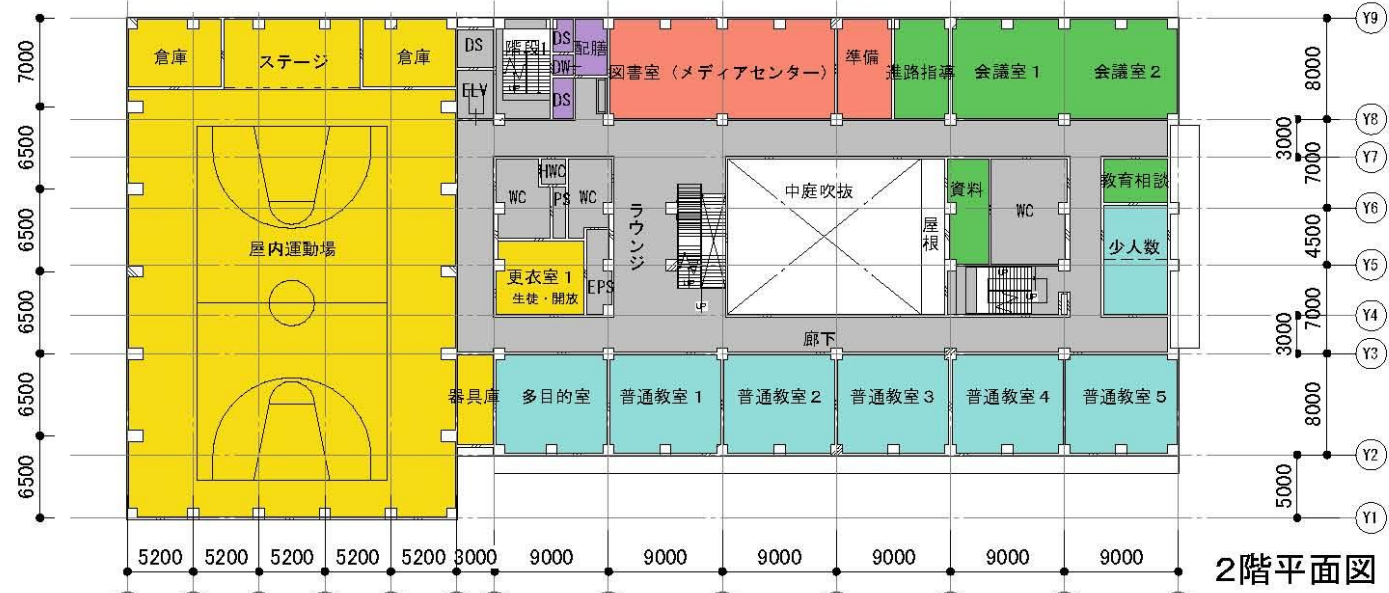 倉庫
ステージ
倉庫
DS
ELV
階段1
UP
DS
DW
DS
配膳
図書室（メディアセンター）
準備
進路指導
会議室1
会議室2
WC
HWC
PS
WC
ラウンジ
中庭吹抜
屋根
資料
WC
教育相談
少人数
屋内運動場
更衣室1
生徒・開放
EPS
UP
UP
UP
UP
廊下
器具庫
多目的室
普通教室1
普通教室2
普通教室3
普通教室4
普通教室5
7000
6500
6500
6500
6500
6500
8000
3000
7000
4500
7000
3000
8000
5000
Y9
Y8
Y7
Y6
Y5
Y4
Y3
Y2
Y1
5200 5200 5200 5200 5200 3000 9000 9000 9000 9000 9000 9000
2階平面図